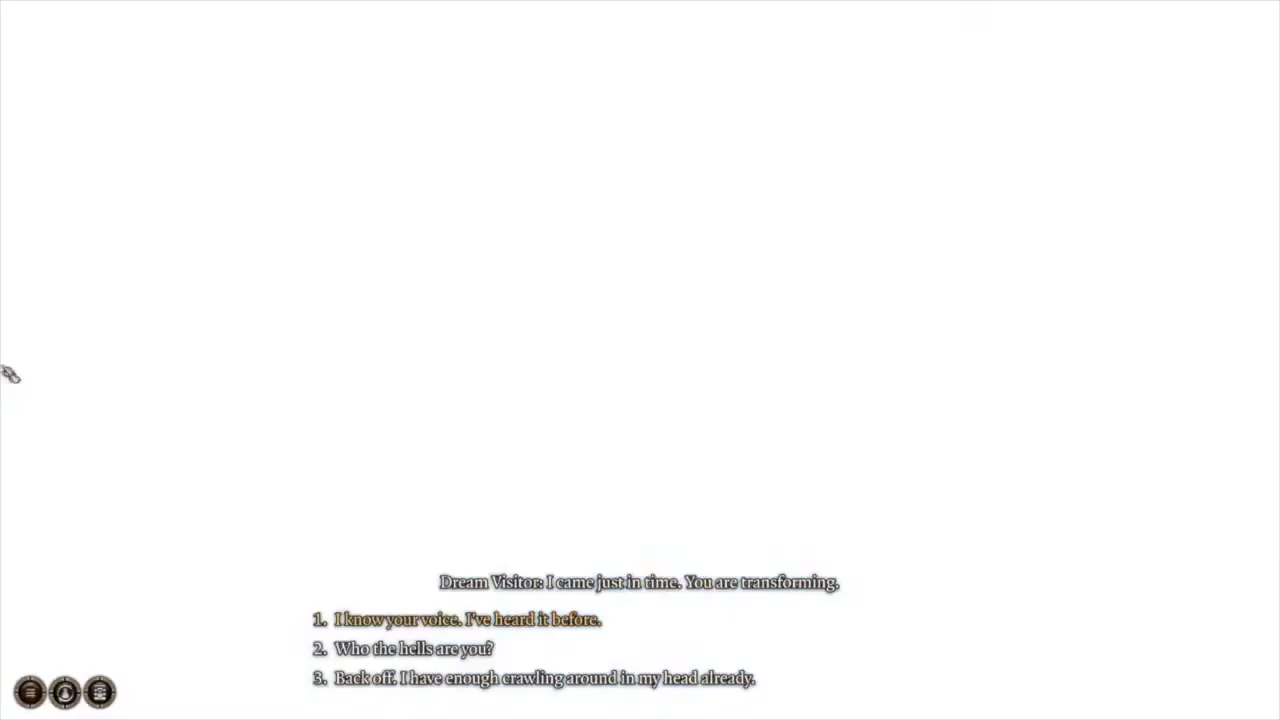 Dream Visitor: I came just in time. You are transforming.
1. I know your voice. I've heard it before.
2. Who the hells are you?
3. Back off. I have enough crawling around in my head already.